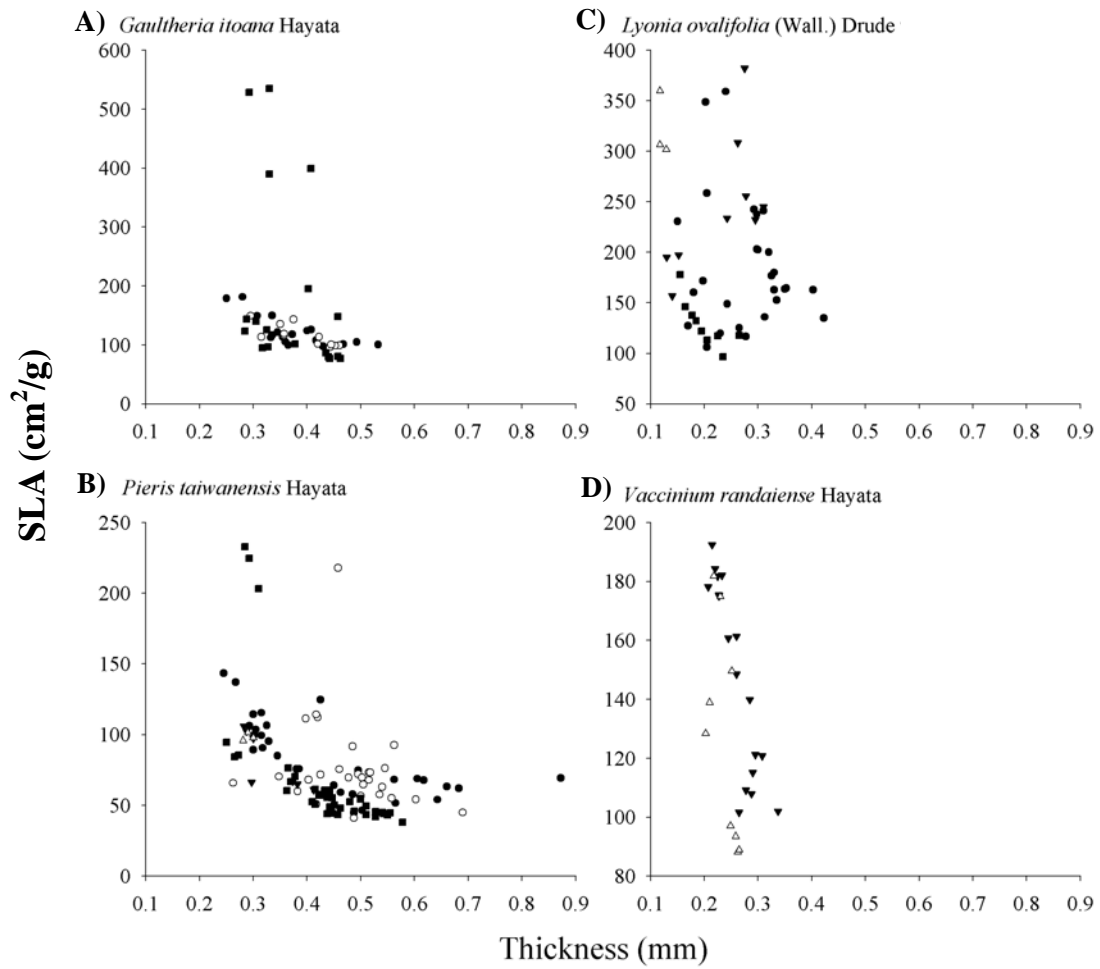 A) Gaultheria itoana Hayata
600
500
400
300
200
100
0
0.1 0.2 0.3 0.4 0.5 0.6 0.7 0.8 0.9
C) Lyonia ovalifolia (Wall.) Drude
400
350
300
250
200
150
100
50
0.1 0.2 0.3 0.4 0.5 0.6 0.7 0.8 0.9
SLA (cm²/g)
B) Pieris taiwanensis Hayata
250
200
150
100
50
0
0.1 0.2 0.3 0.4 0.5 0.6 0.7 0.8 0.9
D) Vaccinium randaiense Hayata
200
180
160
140
120
100
80
0.1 0.2 0.3 0.4 0.5 0.6 0.7 0.8 0.9
Thickness (mm)